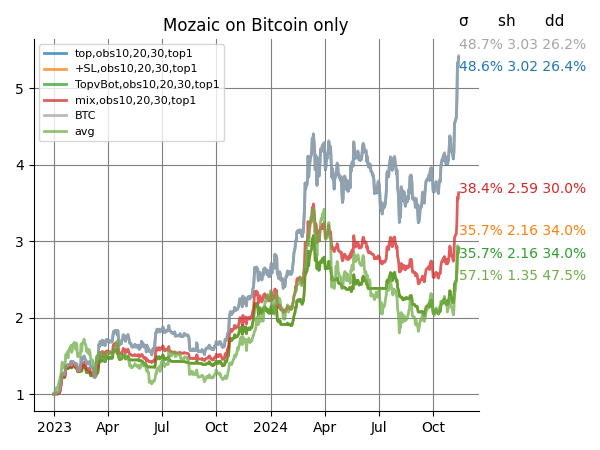 Mozaic on Bitcoin only
σ sh dd
48.7% 3.03 26.2%
48.6% 3.02 26.4%
38.4% 2.59 30.0%
35.7% 2.16 34.0%
35.7% 2.16 34.0%
57.1% 1.35 47.5%
top,obs10,20,30,top1
+SL,obs10,20,30,top1
TopvBot,obs10,20,30,top1
mix,obs10,20,30,top1
BTC
avg
5
4
3
2
1
2023 Apr Jul Oct 2024 Apr Jul Oct